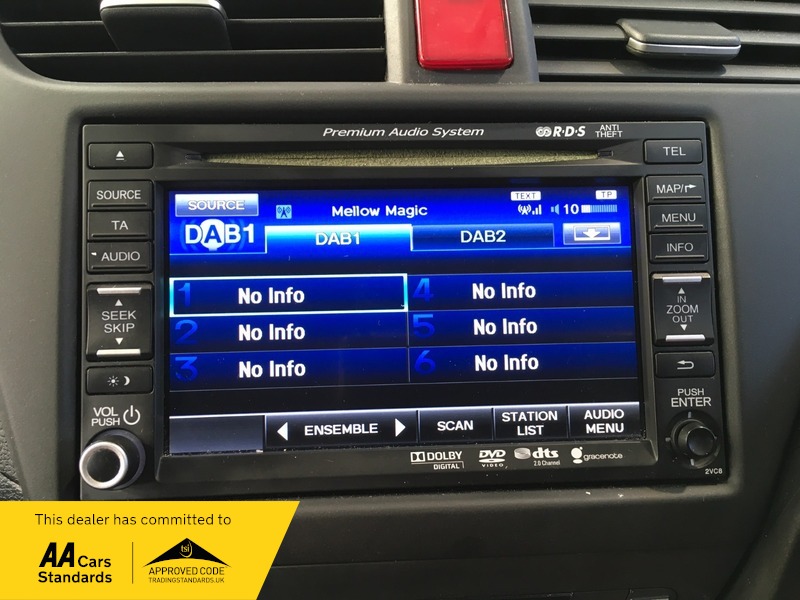 Premium Audio System
R·D·S
ANTI
THEFT
TEL
SOURCE
MAP/
TA
MENU
AUDIO
INFO
SEEK
SKIP
IN
ZOOM
OUT
VOL
PUSH
PUSH
ENTER
2VC8
SOURCE
TEXT
TP
Mellow Magic
10
DAB1
DAB1
DAB2
1 No Info
4 No Info
2 No Info
5 No Info
3 No Info
6 No Info
ENSEMBLE
SCAN
STATION
LIST
AUDIO
MENU
DOLBY
DIGITAL
DVD
VIDEO
dts
2.0 Channel
gracenote
This dealer has committed to
AA Cars
Standards
tsi
APPROVED CODE
TRADINGSTANDARDS.UK